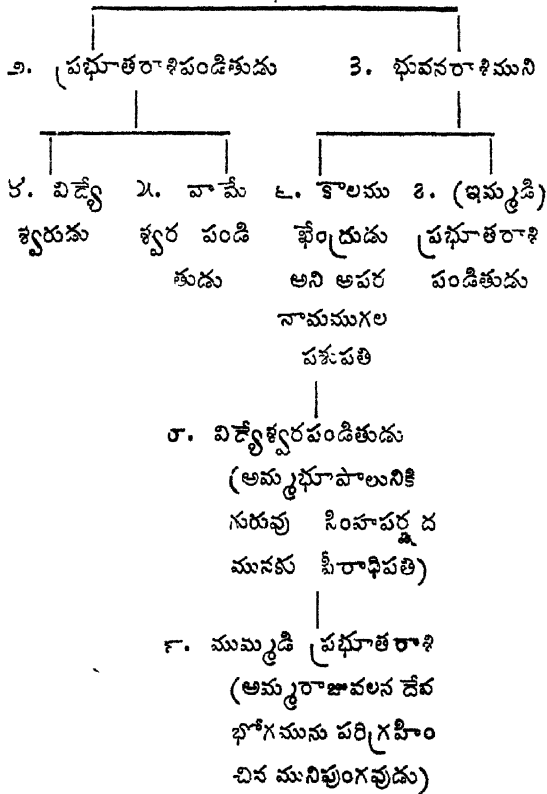 ౨. ప్రభూతరాశిపండితుడు ౩. భువనరాశిముని
౪. విద్యే ౫. వామే ౬. కాలము ౭. (ఇమ్మడి)
శ్వరుడు శ్వర పండి ఖేంద్రుడు ప్రభూతరాశి
తుడు అని అపర పండితుడు
నామముగల
పశుపతి
౮. విద్యేశ్వరపండితుడు
(అమ్మభూపాలునికి
గురువు సింహపర్ష ద
మునకు పీఠాధిపతి)
౯. ముమ్మడి ప్రభూతరాశి
(అమ్మరాజువలన దేవ
భోగమును పరిగ్రహిం
చిన మునిపుంగవుడు)